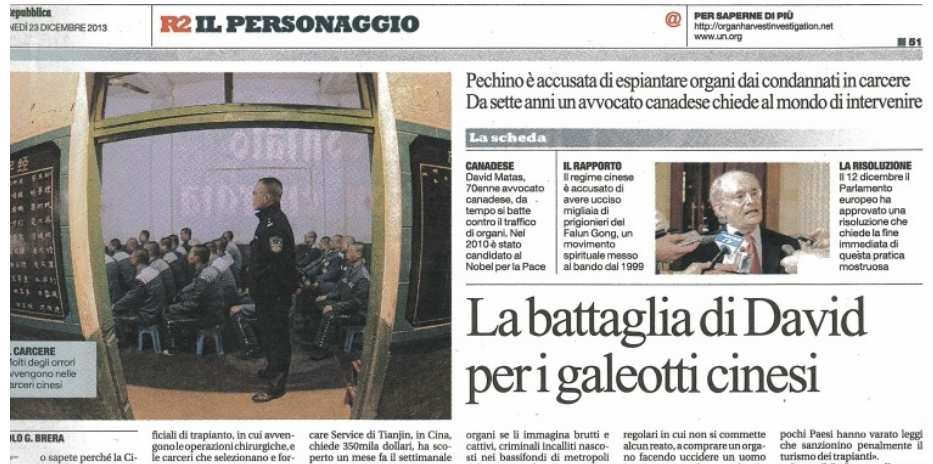 epubblica
NEDÌ 23 DICEMBRE 2013
R2 IL PERSONAGGIO
@
PER SAPERNE DI PIÙ
http://organharvestinvestigation.net
www.un.org
51
Pechino è accusata di espiantare organi dai condannati in carcere
Da sette anni un avvocato canadese chiede al mondo di intervenire
La scheda
CANADESE
David Matas,
70enne avvocato
canadese, da
tempo si batte
contro il traffico
di organi. Nel
2010 è stato
candidato al
Nobel per la Pace
IL RAPPORTO
Il regime cinese
è accusato di
avere ucciso
migliaia di
prigionieri del
Falun Gong, un
movimento
spirituale messo
al bando dal 1999
LA RISOLUZIONE
Il 12 dicembre il
Parlamento
europeo ha
approvato una
risoluzione che
chiede la fine
immediata di
questa pratica
mostruosa
La battaglia di David
per i galeotti cinesi
CARCERE
Molti degli orrori
avvengono nelle
carceri cinesi
OLO G. BRERA
o sapete perché la Ci-
ficiali di trapianto, in cui avven-
gono le operazioni chirurgiche, e
le carceri che selezionano e for-
care Service di Tianjin, in Cina,
chiede 350mila dollari, ha sco-
perto un mese fa il settimanale
organi se li immagina brutti e
cattivi, criminali incalliti nasco-
sti nei bassifondi di metropoli
regolari in cui non si commette
alcun reato, a comprare un orga-
no facendo uccidere un uomo
pochi Paesi hanno varato leggi
che sanzionino penalmente il
turismo dei trapianti».